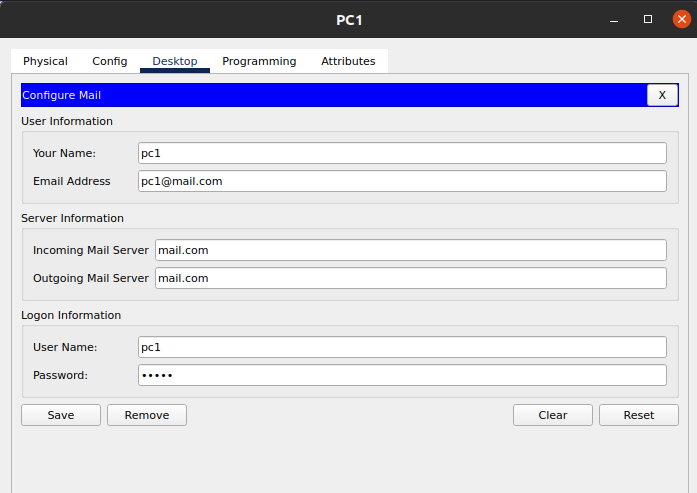 PC1
Physical Config Desktop Programming Attributes
Configure Mail X
User Information
Your Name: pc1
Email Address pc1@mail.com
Server Information
Incoming Mail Server mail.com
Outgoing Mail Server mail.com
Logon Information
User Name: pc1
Password: •••••
Save Remove Clear Reset